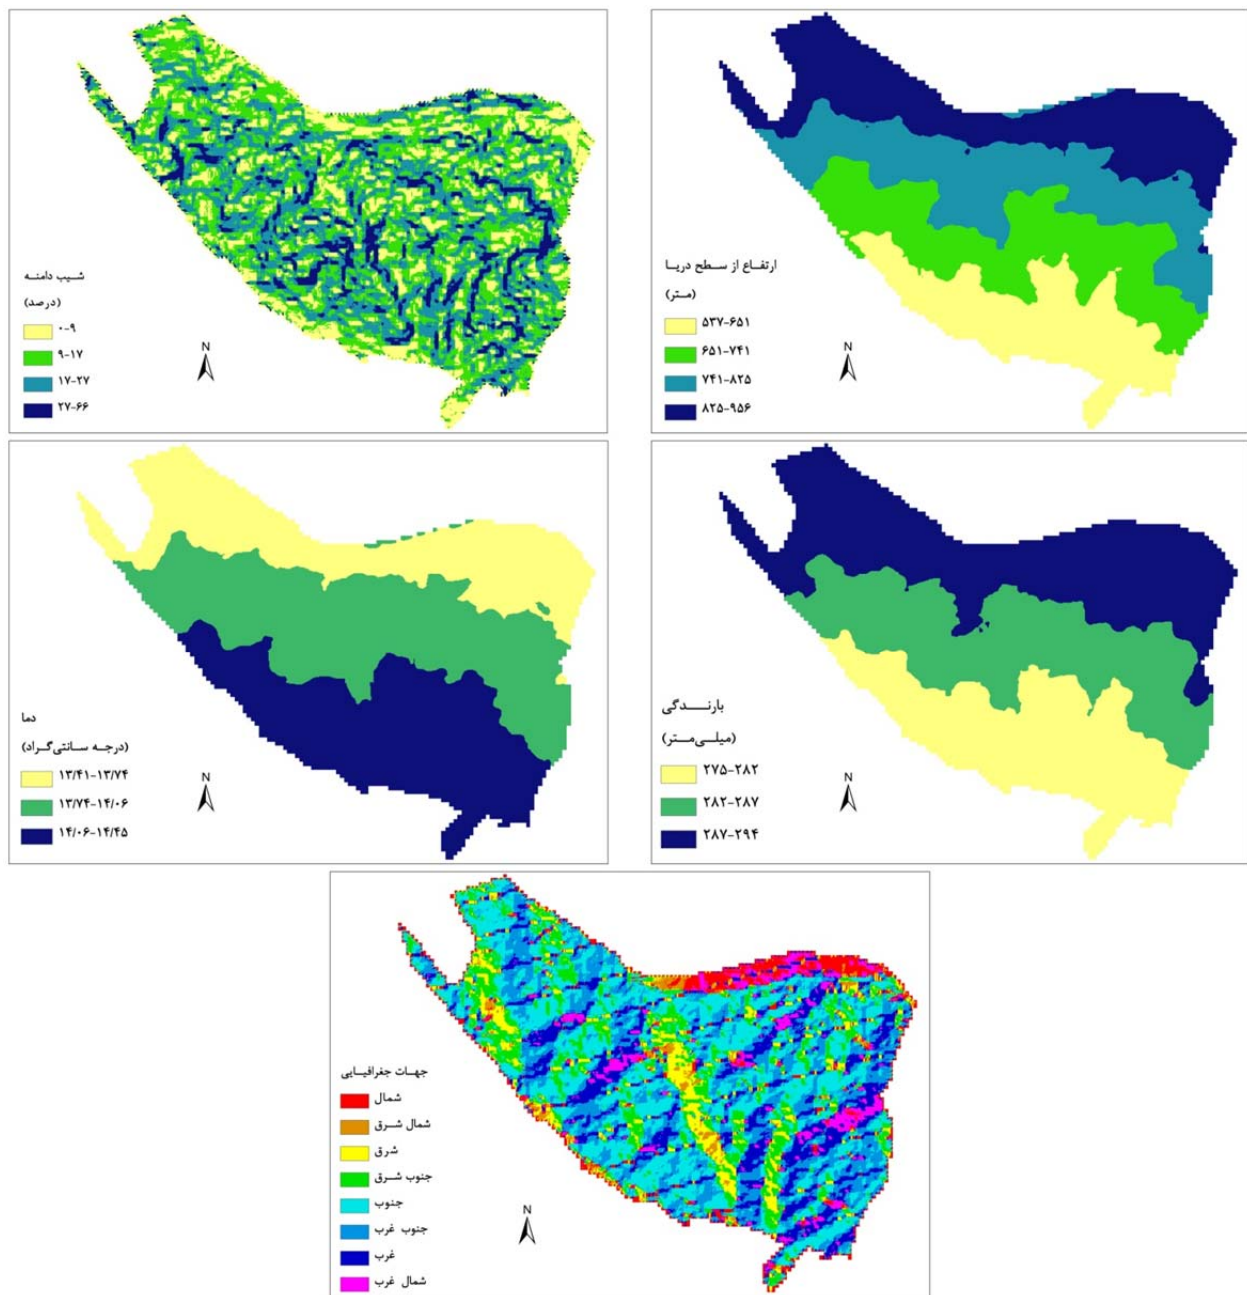 شیب دامنه
(درصد)
۰-۹
۹-۱۷
۱۷-۲۷
۲۷-۶۶
N
ارتفاع از سطح دریا
(متر)
۵۳۷-۶۵۱
۶۵۱-۷۴۱
۷۴۱-۸۲۵
۸۲۵-۹۵۶
N
دما
(درجه سانتی‌گراد)
۱۳/۴۱-۱۳/۷۴
۱۳/۷۴-۱۴/۰۶
۱۴/۰۶-۱۴/۴۵
N
بارندگی
(میلی‌متر)
۲۷۵-۲۸۲
۲۸۲-۲۸۷
۲۸۷-۲۹۴
N
جهات جغرافیایی
شمال
شمال شرق
شرق
جنوب شرق
جنوب
جنوب غرب
غرب
شمال غرب
N